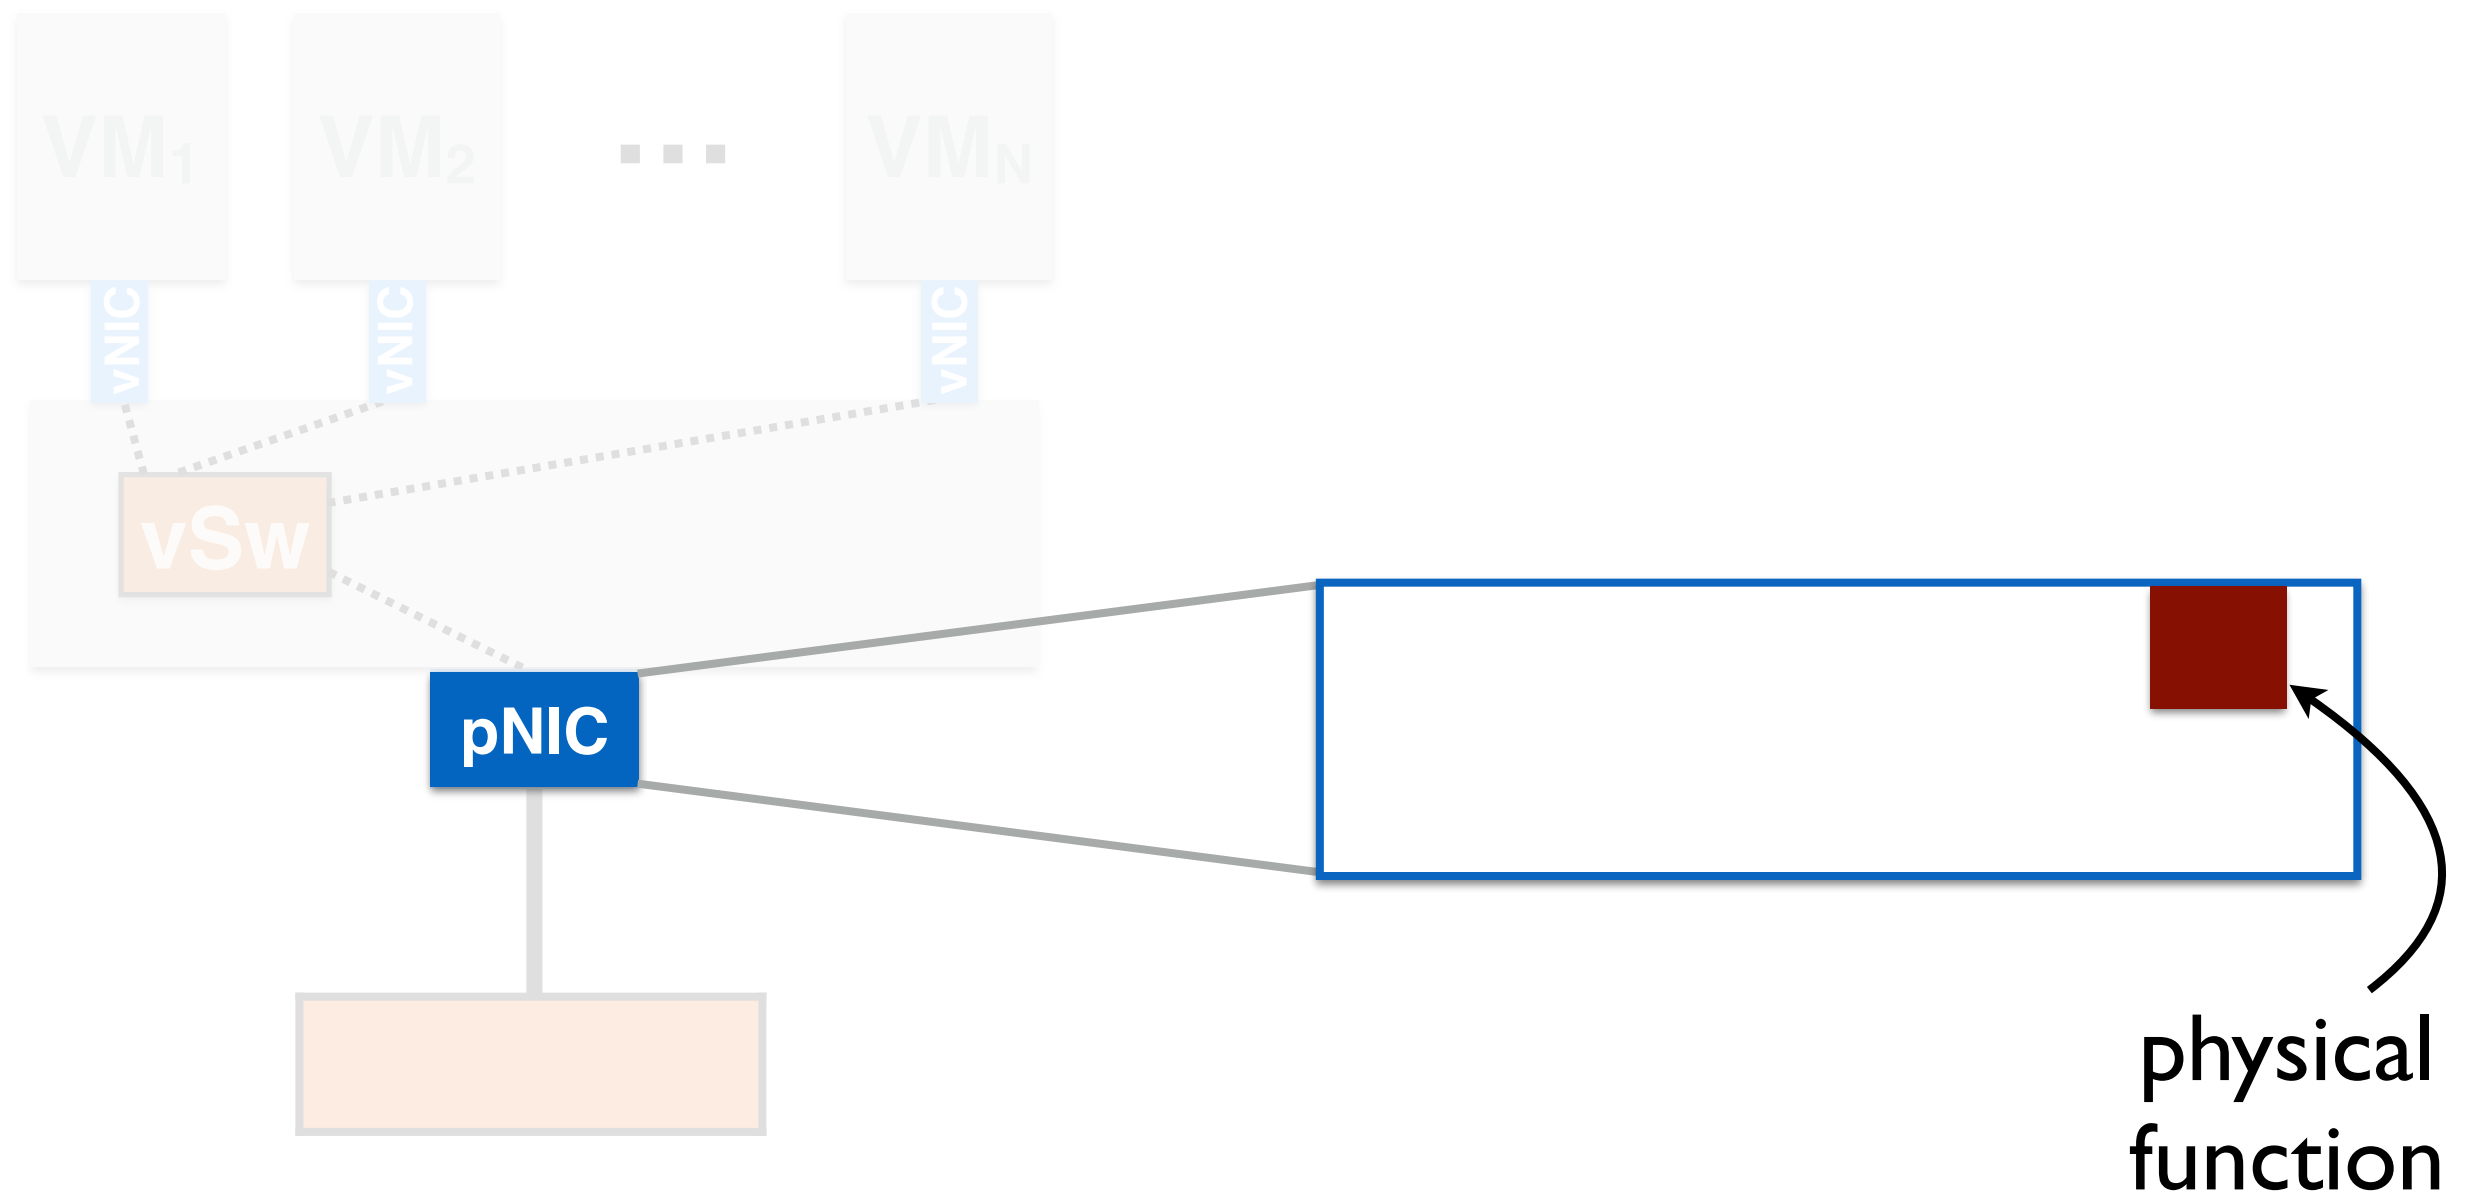 VM1 VM2 ... VMN
vNIC vNIC vNIC
vSw
pNIC
physical
function